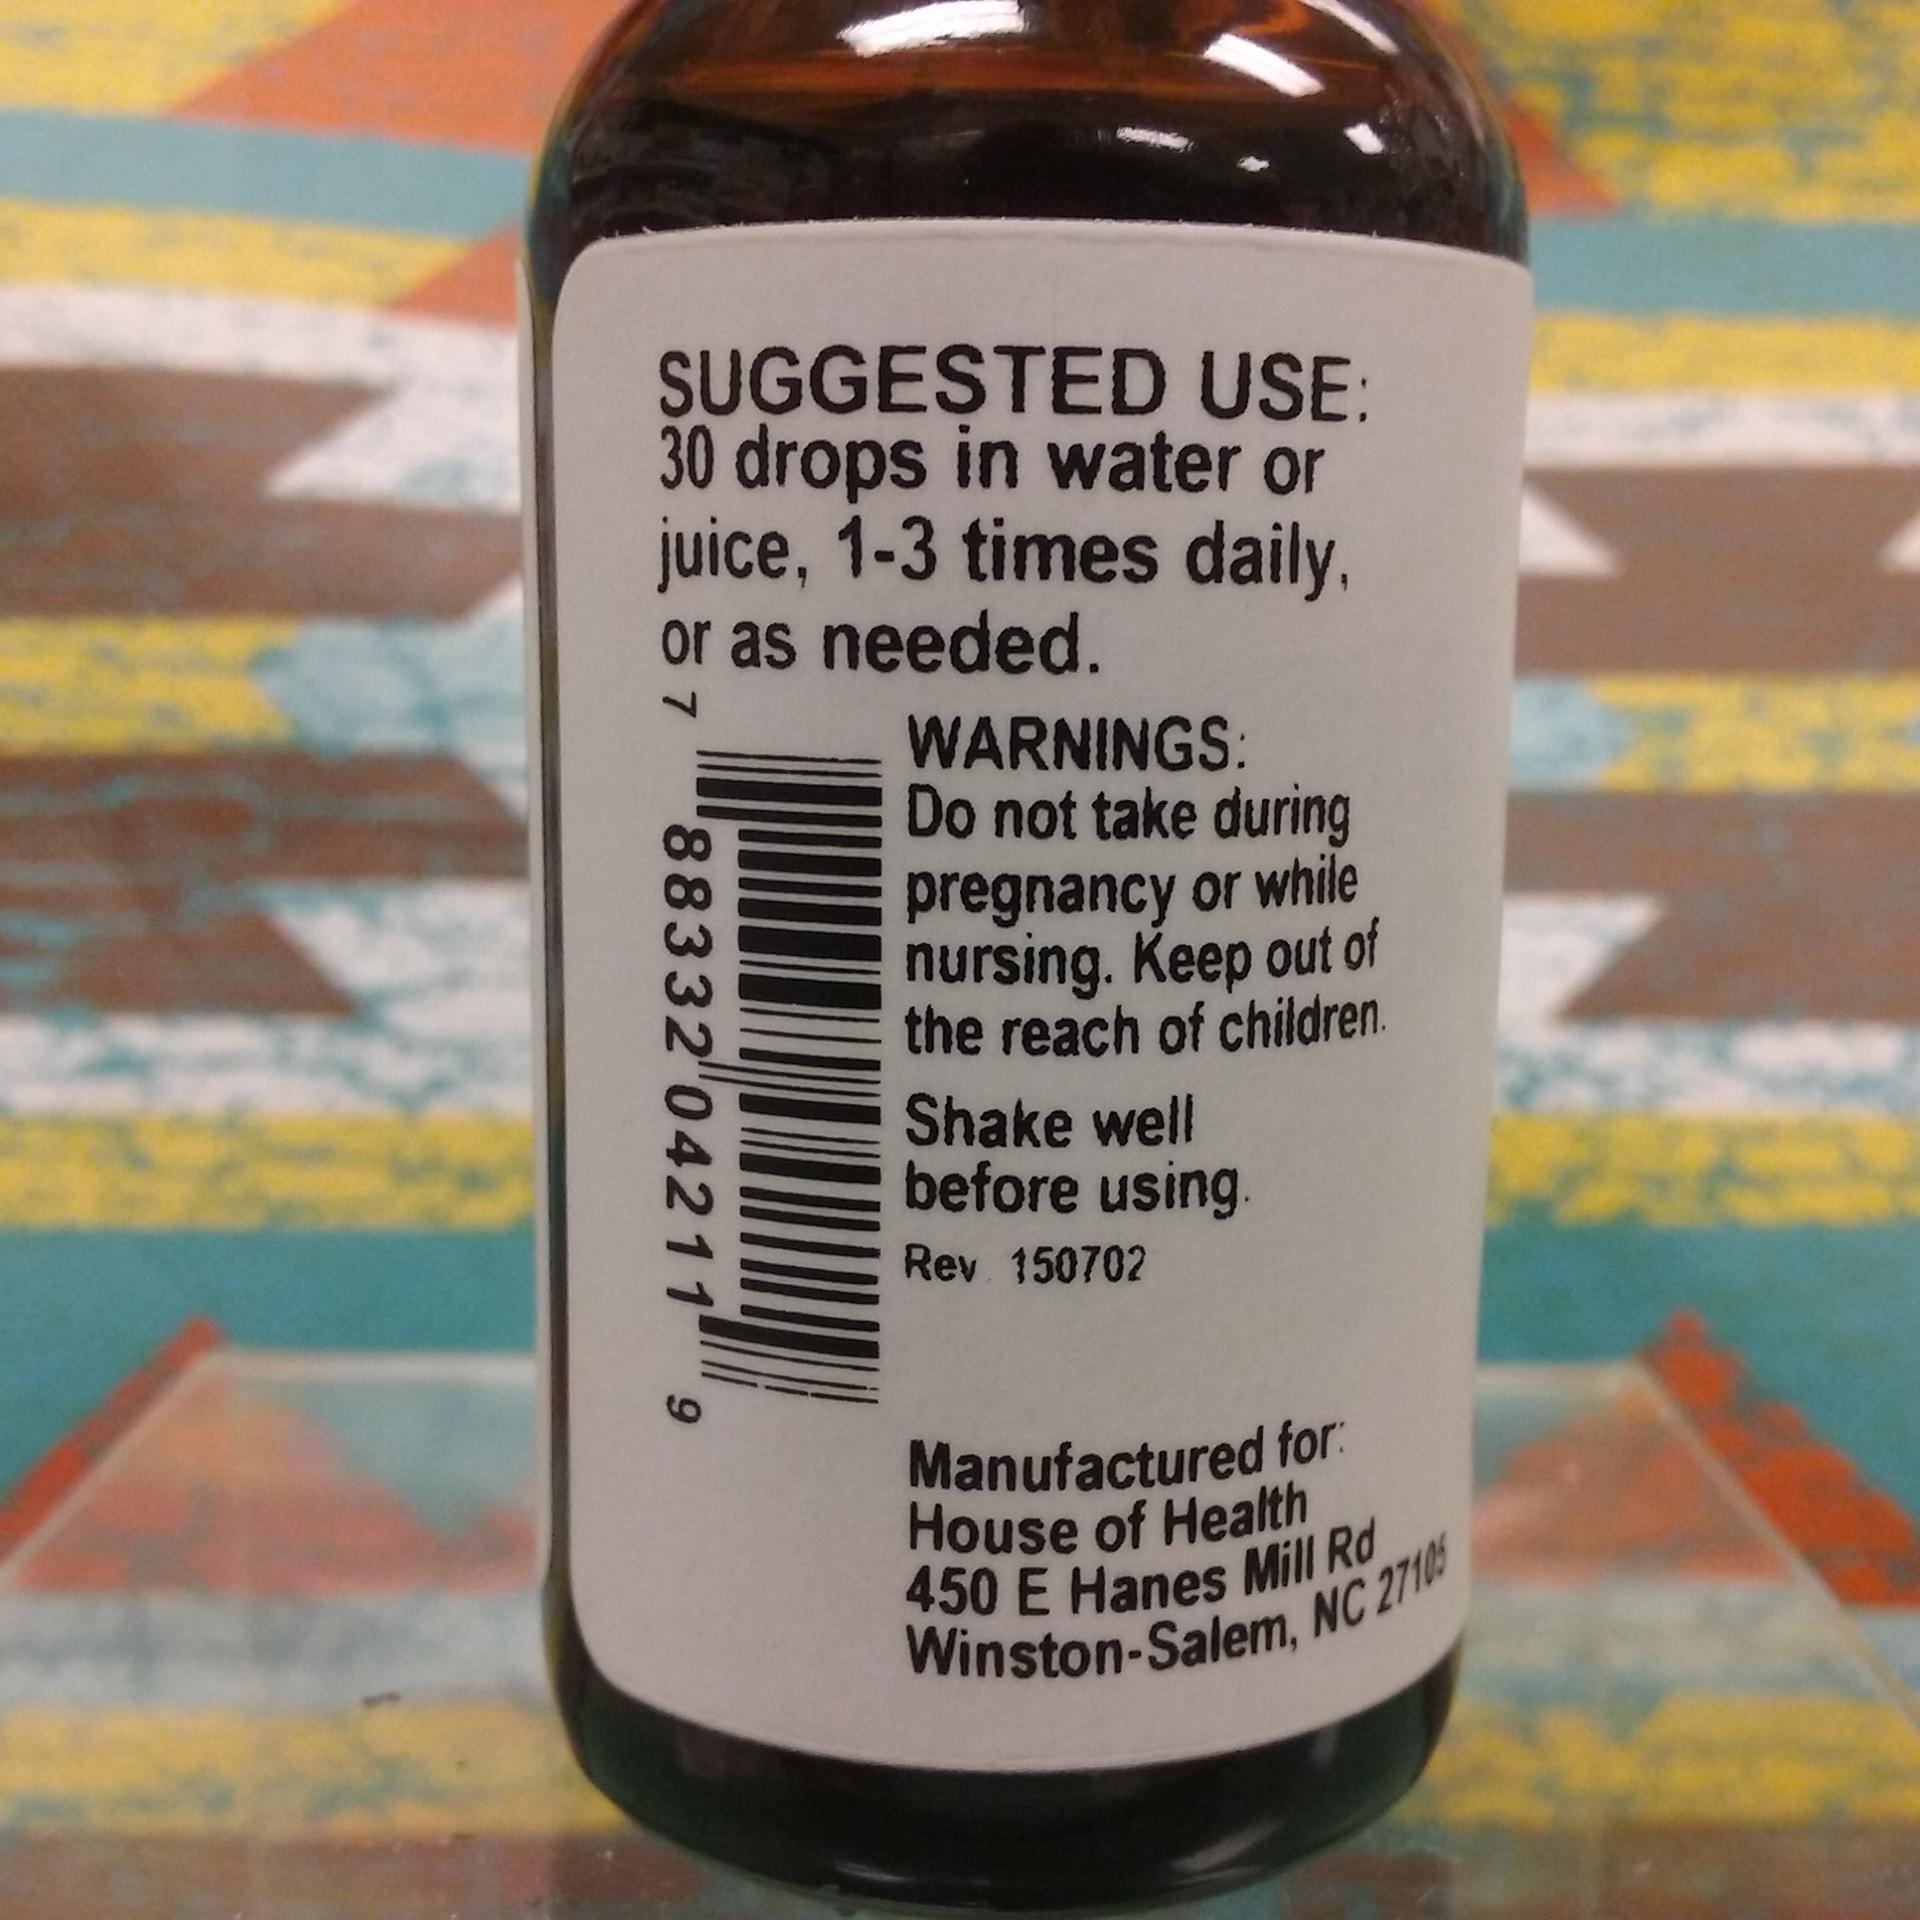 SUGGESTED USE:
30 drops in water or
juice, 1-3 times daily,
or as needed.
7 88332 04211 9
WARNINGS:
Do not take during
pregnancy or while
nursing. Keep out of
the reach of children.
Shake well
before using.
Rev. 150702
Manufactured for:
House of Health
450 E Hanes Mill Rd
Winston-Salem, NC 27105